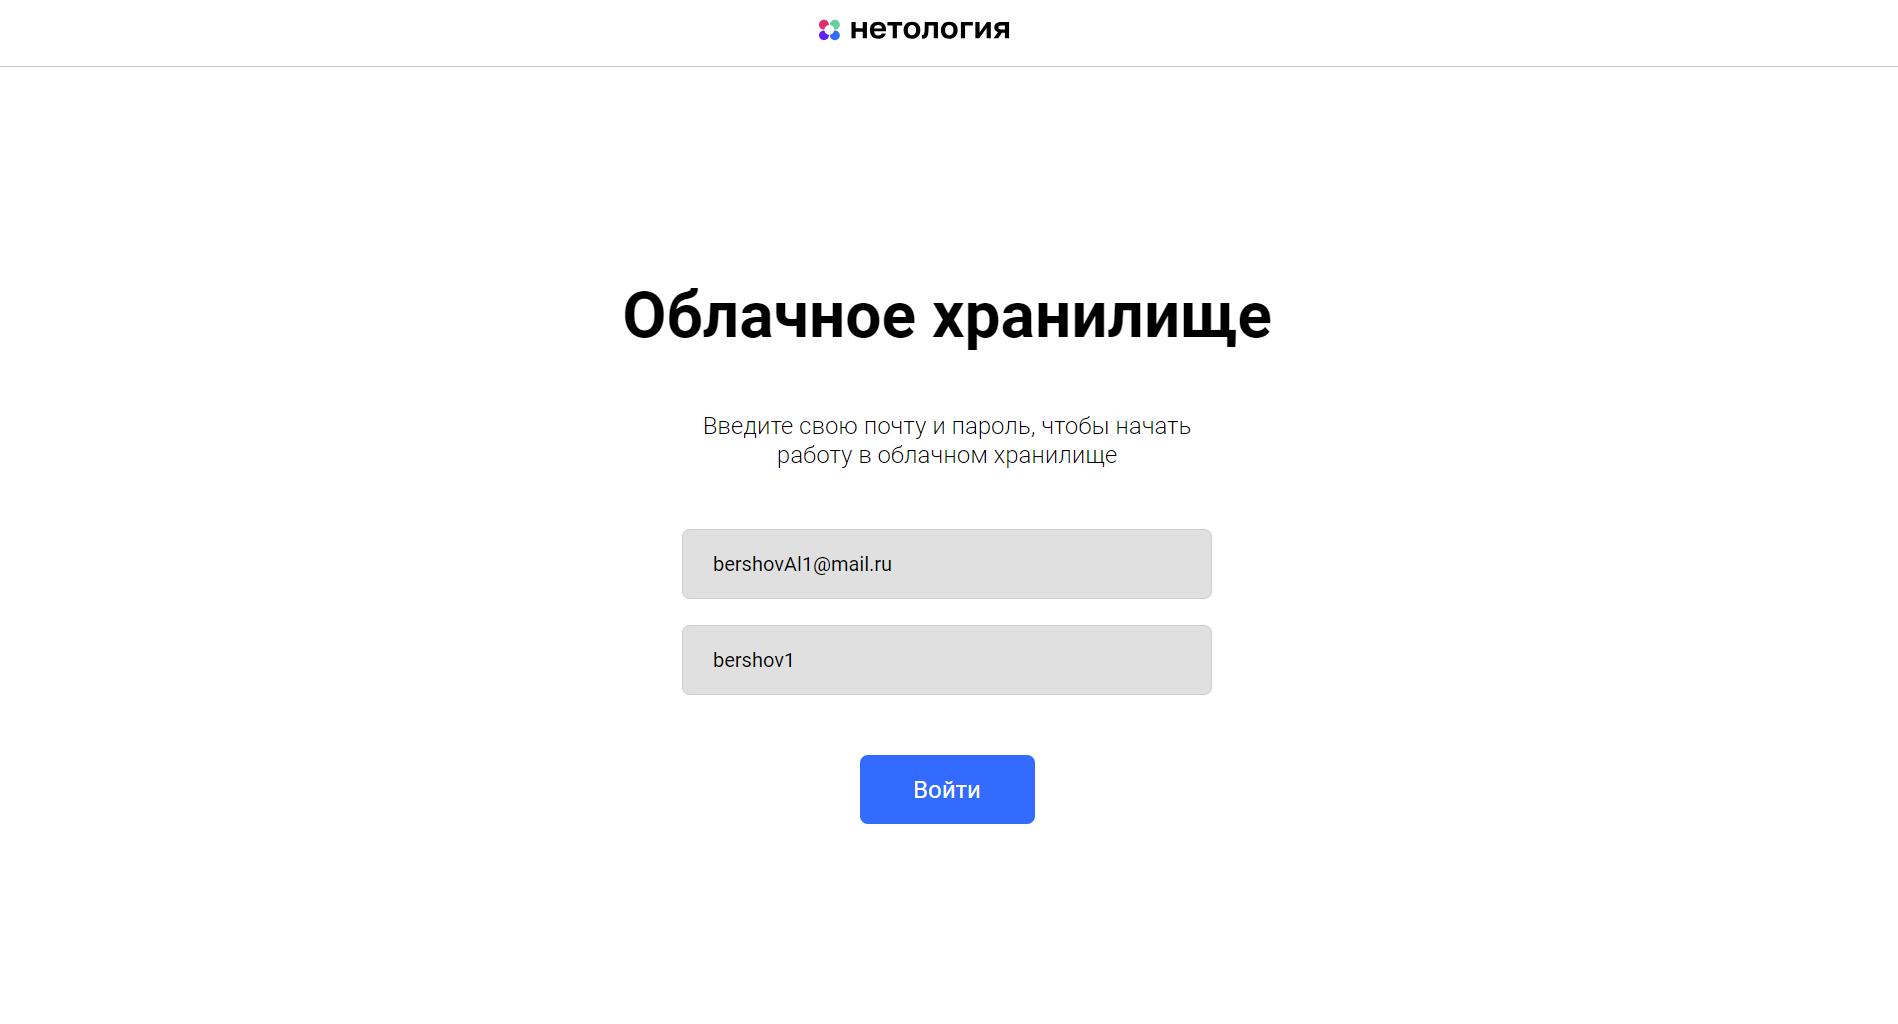 нетология
Облачное хранилище
Введите свою почту и пароль, чтобы начать
работу в облачном хранилище
bershovAl1@mail.ru
bershov1
Войти